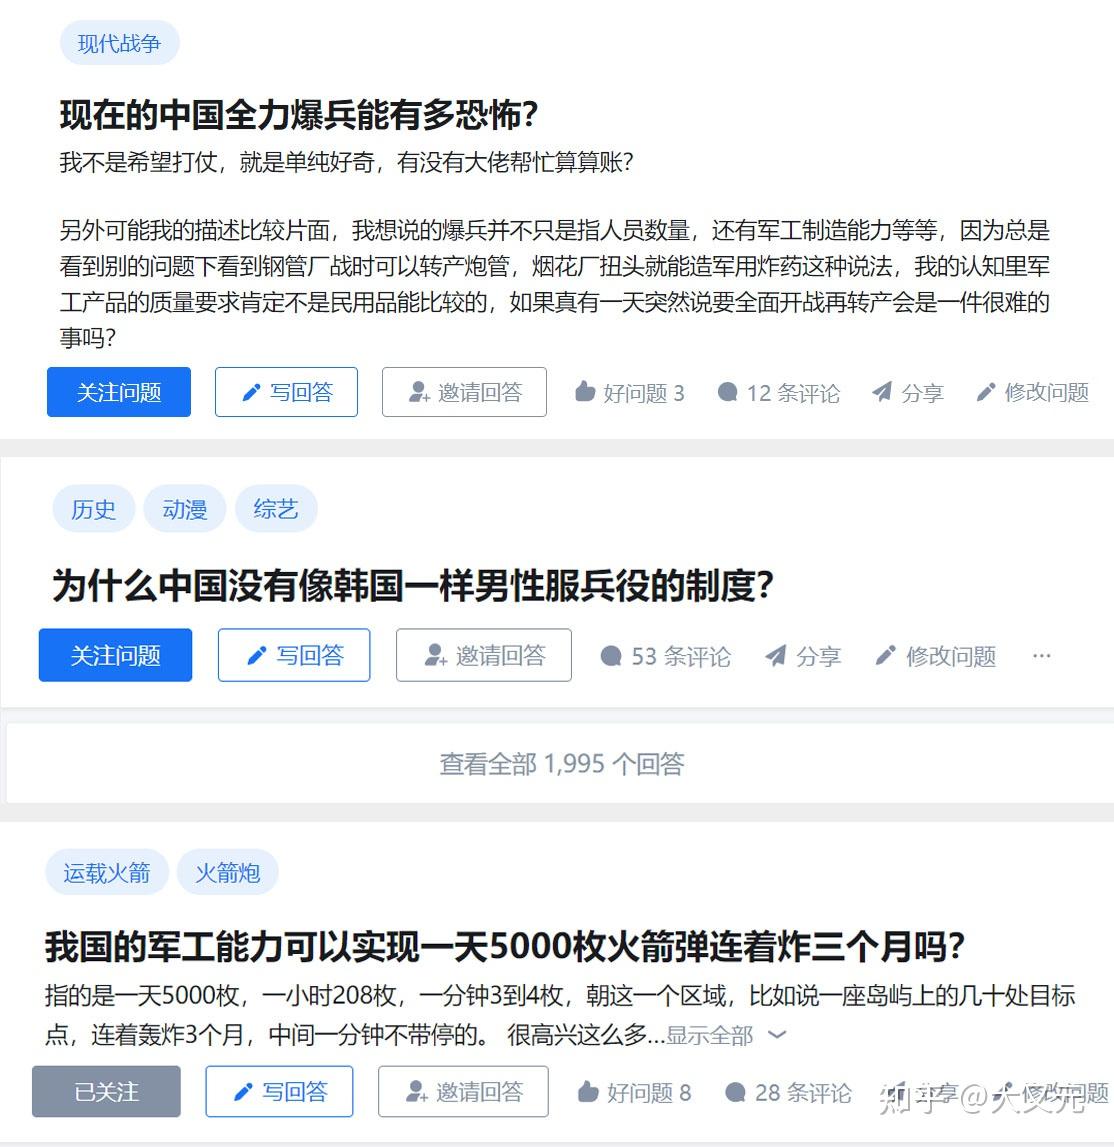 现代战争
现在的中国全力爆兵能有多恐怖？
我不是希望打仗，就是单纯好奇，有没有大佬帮忙算算账？
另外可能我的描述比较片面，我想说的爆兵并不只是指人员数量，还有军工制造能力等等，因为总是
看到别的问题下看到钢管厂战时可以转产炮管，烟花厂扭头就能造军用炸药这种说法，我的认知里军
工产品的质量要求肯定不是民用品能比较的，如果真有一天突然说要全面开战再转产会是一件很难的
事吗？
关注问题 写回答 邀请回答 好问题 3 12 条评论 分享 修改问题
历史 动漫 综艺
为什么中国没有像韩国一样男性服兵役的制度？
关注问题 写回答 邀请回答 53 条评论 分享 修改问题 ...
查看全部 1,995 个回答
运载火箭 火箭炮
我国的军工能力可以实现一天5000枚火箭弹连着炸三个月吗？
指的是一天5000枚，一小时208枚，一分钟3到4枚，朝这一个区域，比如说一座岛屿上的几十处目标
点，连着轰炸3个月，中间一分钟不带停的。 很高兴这么多...显示全部
已关注 写回答 邀请回答 好问题 8 28 条评论 分享 修改问题
知乎